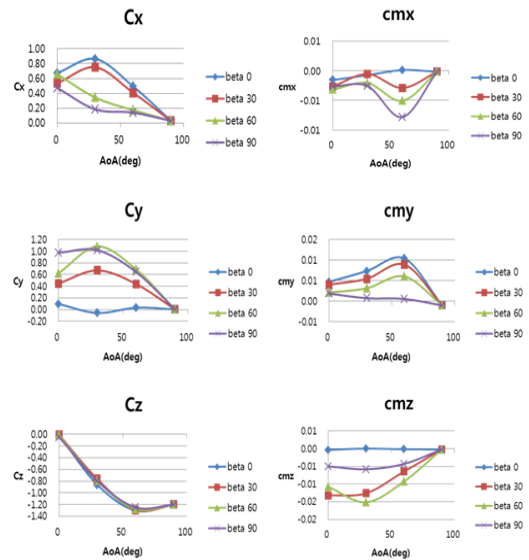 Cx
1.00
0.80
0.60
0.40
0.20
0.00
Cx
0
50
100
AoA(deg)
beta 0
beta 30
beta 60
beta 90
cmx
0.01
0.00
-0.01
-0.01
cmx
0
50
100
AoA(deg)
beta 0
beta 30
beta 60
beta 90
Cy
1.20
1.00
0.80
0.60
0.40
0.20
0.00
-0.20
Cy
0
50
100
AoA(deg)
beta 0
beta 30
beta 60
beta 90
cmy
0.02
0.01
0.01
0.00
-0.01
cmy
0
50
100
AoA(deg)
beta 0
beta 30
beta 60
beta 90
Cz
0.00
-0.20
-0.40
-0.60
-0.80
-1.00
-1.20
-1.40
Cz
0
50
100
AoA(deg)
beta 0
beta 30
beta 60
beta 90
cmz
0.01
0.00
-0.01
-0.01
-0.02
cmz
0
50
100
AoA(deg)
beta 0
beta 30
beta 60
beta 90